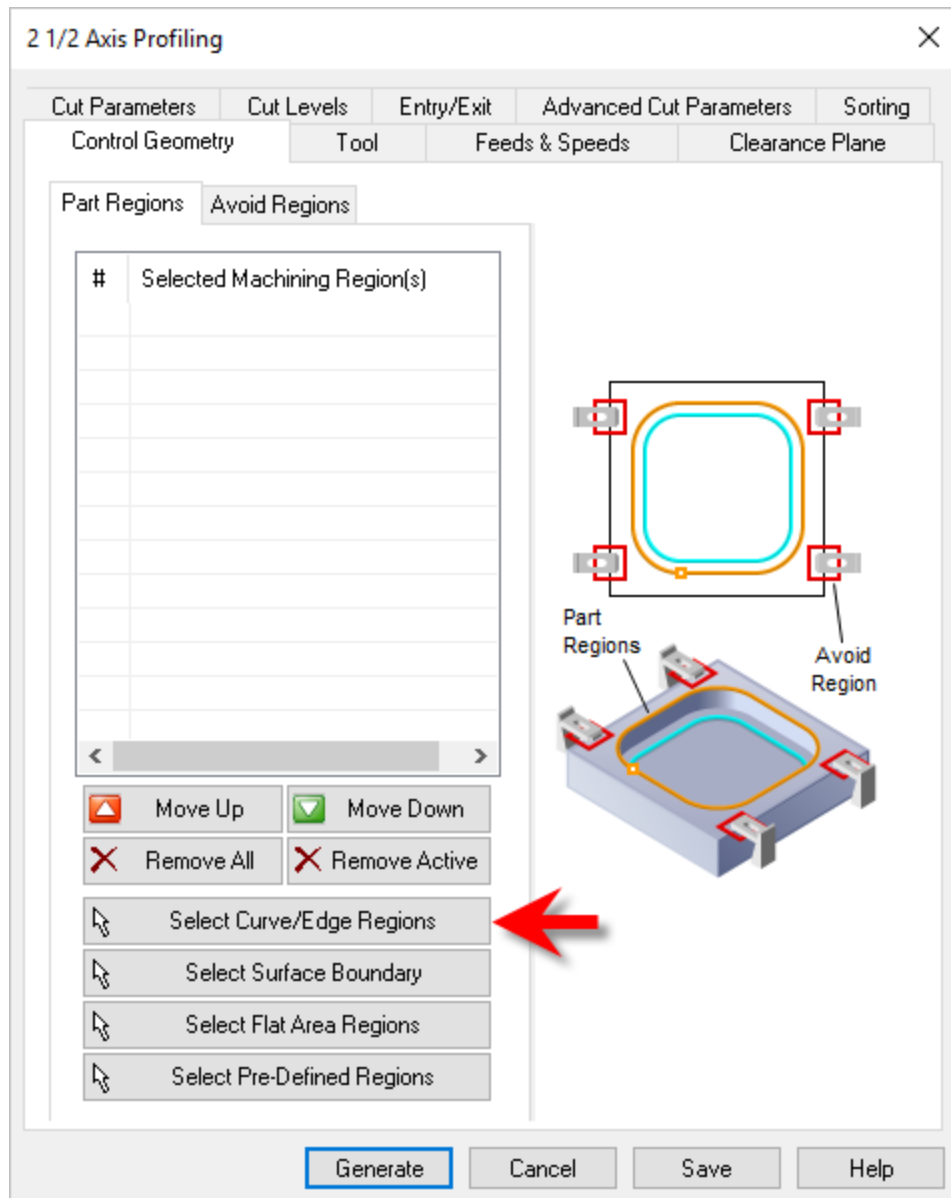 2 1/2 Axis Profiling
Cut Parameters
Cut Levels
Entry/Exit
Advanced Cut Parameters
Sorting
Control Geometry
Tool
Feeds & Speeds
Clearance Plane
Part Regions
Avoid Regions
# Selected Machining Region(s)
Move Up
Move Down
Remove All
Remove Active
Select Curve/Edge Regions
Select Surface Boundary
Select Flat Area Regions
Select Pre-Defined Regions
Part
Regions
Avoid
Region
Generate
Cancel
Save
Help